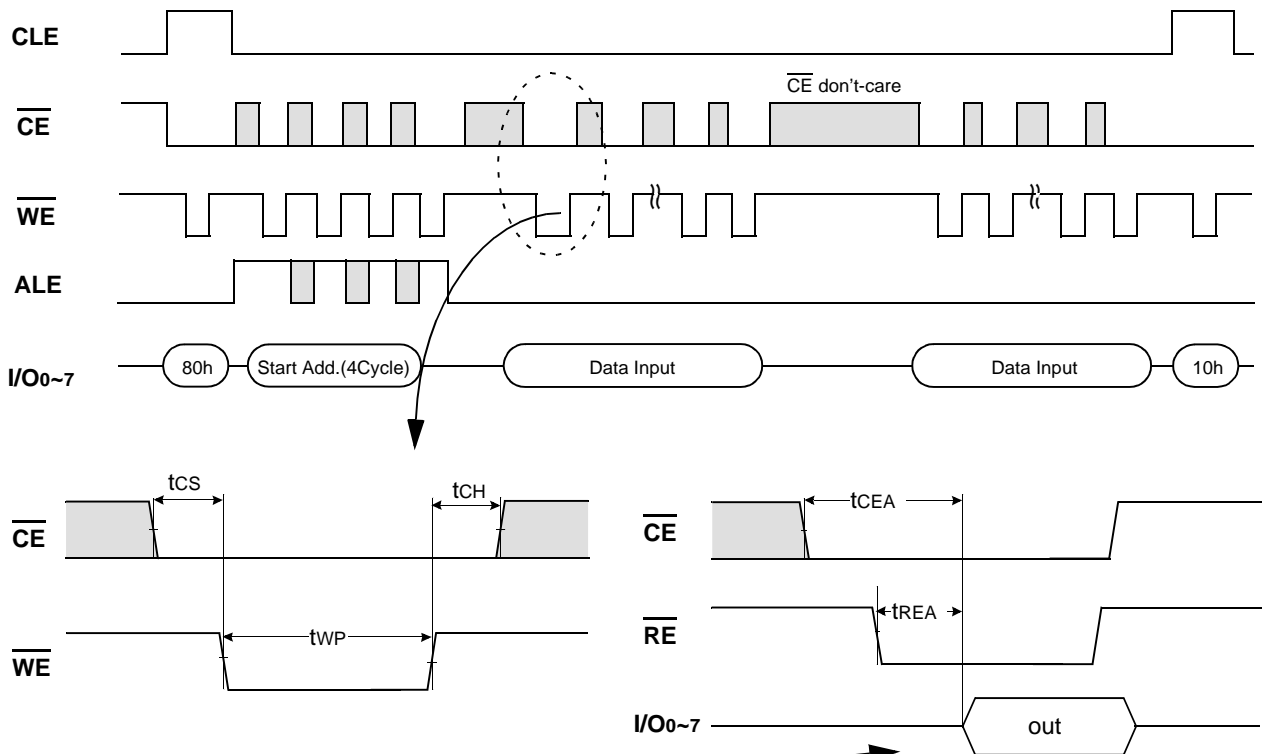 CLE
CE don't-care
CE
WE
ALE
I/O0~7
80h
Start Add.(4Cycle)
Data Input
Data Input
10h
tCS
tCH
CE
tWP
WE
tCEA
CE
tREA
RE
I/O0~7
out